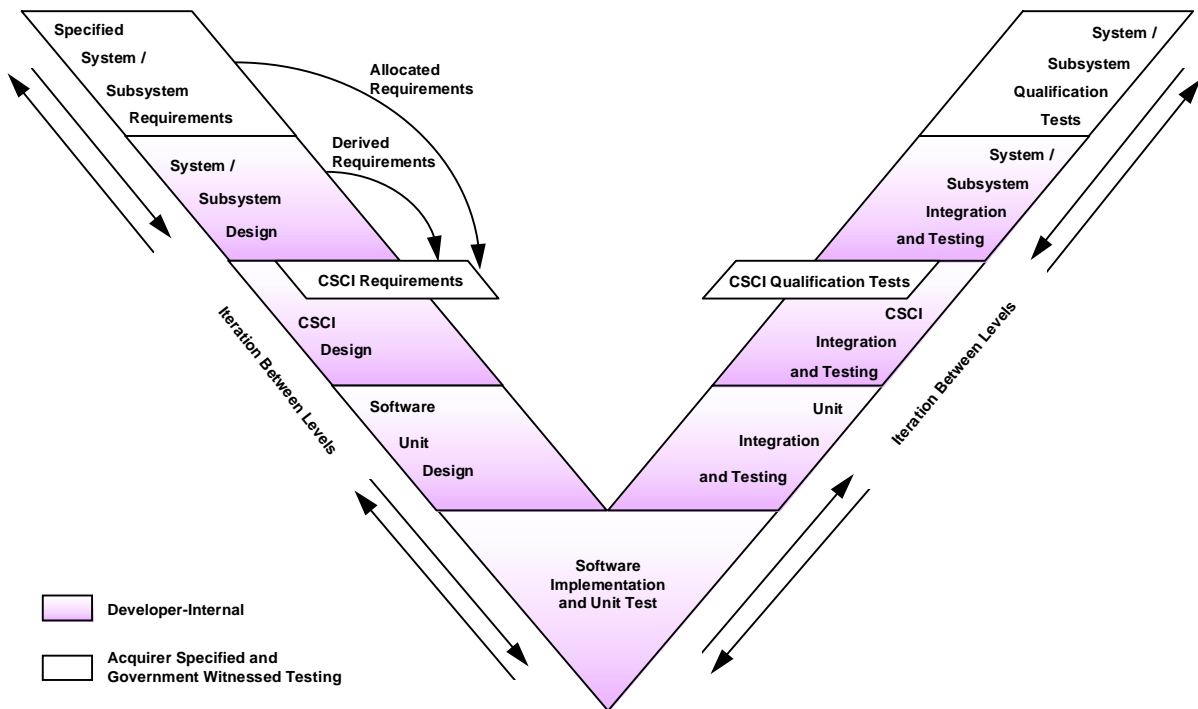 Specified
System /
Subsystem
Requirements
Allocated
Requirements
Derived
Requirements
System /
Subsystem
Design
CSCI Requirements
CSCI
Design
Software
Unit
Design
Iteration Between Levels
Software
Implementation
and Unit Test
System /
Subsystem
Qualification
Tests
System /
Subsystem
Integration
and Testing
CSCI Qualification Tests
CSCI
Integration
and Testing
Unit
Integration
and Testing
Iteration Between Levels
Developer-Internal
Acquirer Specified and
Government Witnessed Testing